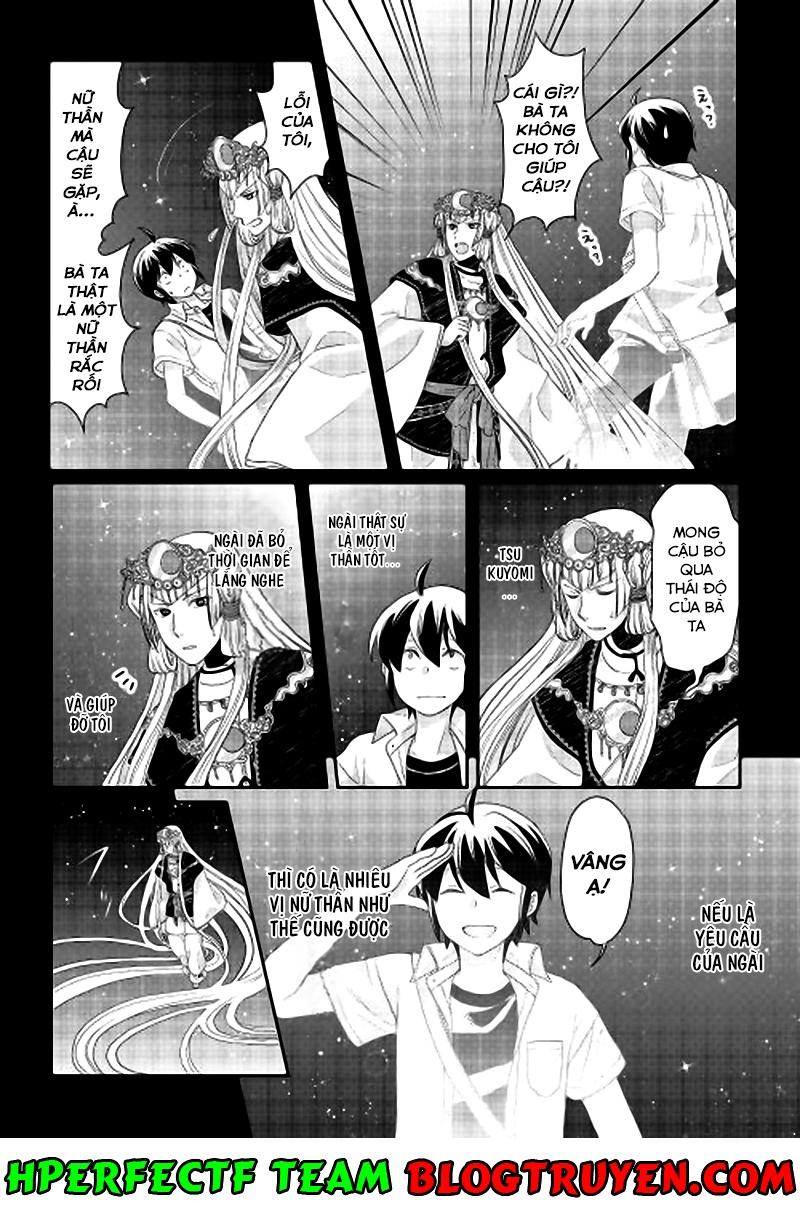 CÁI GÌ?!
BÀ TA
KHÔNG
CHO TÔI
GIÚP
CẬU?!
LỖI
CỦA
TÔI,
NỮ
THẦN
MÀ
CẬU
SẼ
GẶP,
À...
BÀ TA
THẬT
LÀ MỘT
NỮ
THẦN
RẮC
RỐI
MONG
CẬU BỎ
QUA
THÁI ĐỘ
CỦA BÀ
TA
TSU
KUYOMI
...
NGÀI THẬT SỰ
LÀ MỘT VỊ
THẦN TỐT...
NGÀI ĐÃ BỎ
THỜI GIAN ĐỂ
LẮNG NGHE
VÀ GIÚP
ĐỠ TÔI
NẾU LÀ
YÊU CẦU
CỦA NGÀI
VÂNG
Ạ!
THÌ CÓ LÀ NHIÊU
VỊ NỮ THẦN NHƯ
THẾ CŨNG ĐƯỢC
HPERFECTF TEAM BLOGTRUYEN.COM